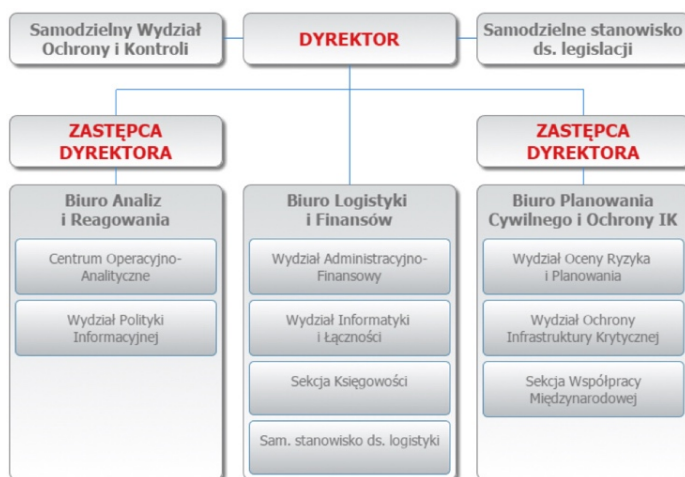 Samodzielny Wydział
Ochrony i Kontroli
DYREKTOR
Samodzielne stanowisko
ds. legislacji
ZASTĘPCA
DYREKTORA
ZASTĘPCA
DYREKTORA
Biuro Analiz
i Reagowania
Centrum Operacyjno-
Analityczne
Wydział Polityki
Informacyjnej
Biuro Logistyki
i Finansów
Wydział Administracyjno-
Finansowy
Wydział Informatyki
i Łączności
Sekcja Księgowości
Sam. stanowisko ds. logistyki
Biuro Planowania
Cywilnego i Ochrony IK
Wydział Oceny Ryzyka
i Planowania
Wydział Ochrony
Infrastruktury Krytycznej
Sekcja Współpracy
Międzynarodowej